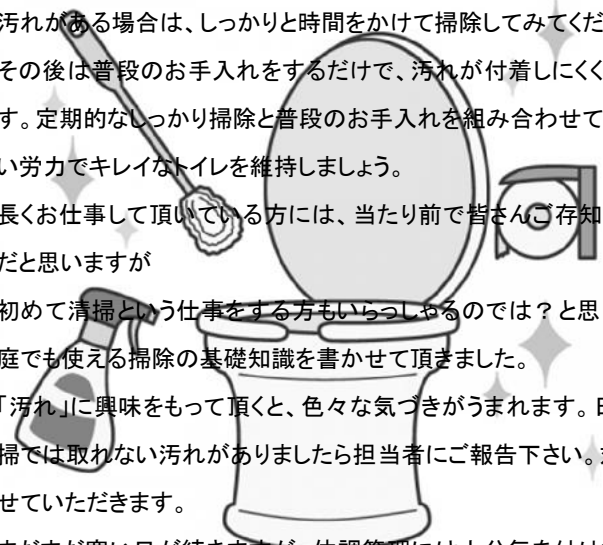 汚れがある場合は、しっかりと時間をかけて掃除してみてくだ
その後は普段のお手入れをするだけで、汚れが付着しにくく
す。定期的なしっかり掃除と普段のお手入れを組み合わせて
い労力でキレイなトイレを維持しましょう。
長くお仕事して頂いている方には、当たり前で皆さんご存知
だと思いますが
初めて清掃という仕事をする方もいらっしゃるのでは？と思
庭でも使える掃除の基礎知識を書かせて頂きました。
「汚れ」に興味をもって頂くと、色々な気づきがうまれます。
掃では取れない汚れがありましたら担当者にご報告下さい。
せていただきます。